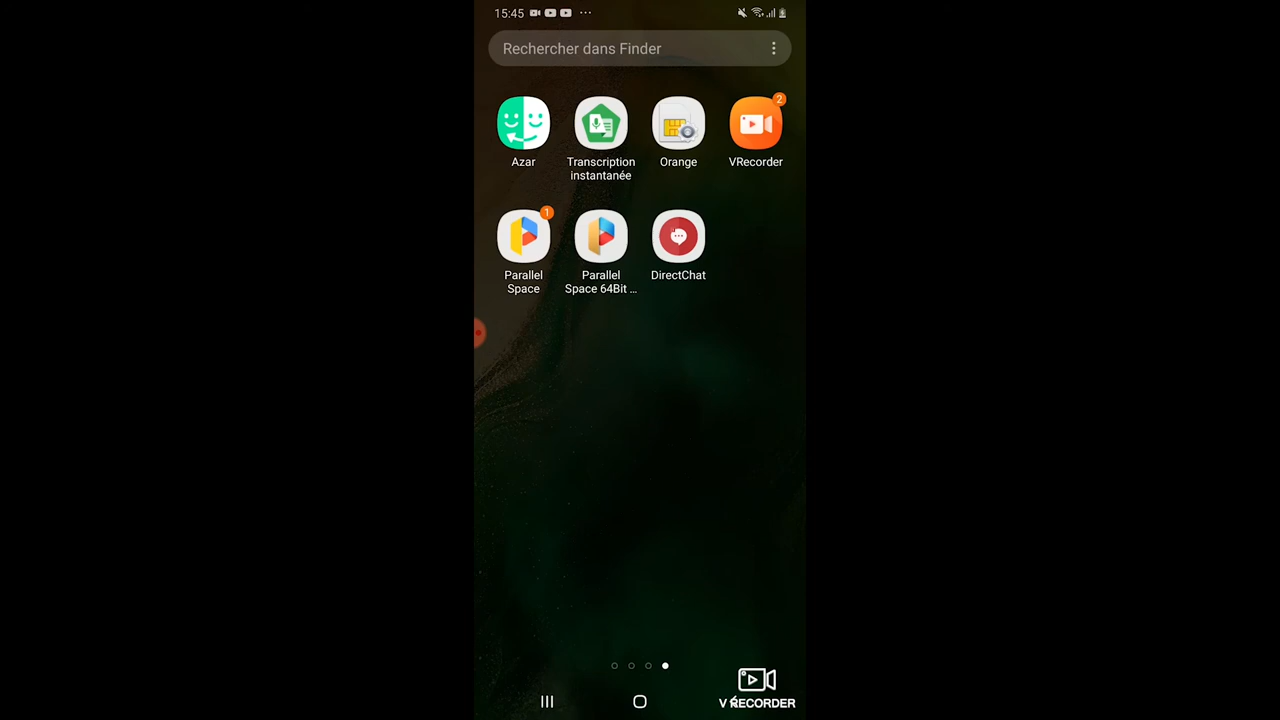 15:45
Rechercher dans Finder
2
Azar
Transcription
instantanée
Orange
VRecorder
1
Parallel
Space
Parallel
Space 64Bit ...
DirectChat
V RECORDER